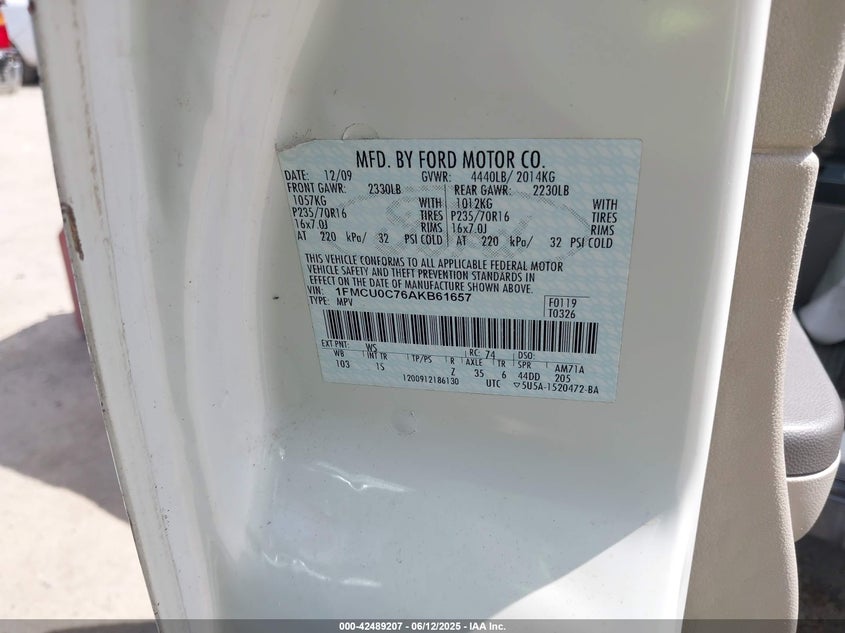 MFD. BY FORD MOTOR CO.
DATE: 12/09 GVWR: 4440LB/ 2014KG
FRONT GAWR: 2330LB REAR GAWR: 2230LB
1057KG WITH 1012KG WITH
P235/70R16 TIRES P235/70R16 TIRES
16x7.0J RIMS 16x7.0J RIMS
AT 220 kPa/ 32 PSI COLD AT 220 kPa/ 32 PSI COLD
THIS VEHICLE CONFORMS TO ALL APPLICABLE FEDERAL MOTOR
VEHICLE SAFETY AND THEFT PREVENTION STANDARDS IN
EFFECT ON THE DATE OF MANUFACTURE SHOWN ABOVE.
VIN: 1FMCU0C76AKB61657 F0119
TYPE: MPV T0326
EXT PNT: WS RC: 74 DSO:
WB INT TR TP/PS R AXLE TR SPR AM71A
103 1S Z 35 6 44DD 205
1200912186130 UTC ▽5U5A-1520472-BA
000-42489207 - 06/12/2025 - IAA Inc.